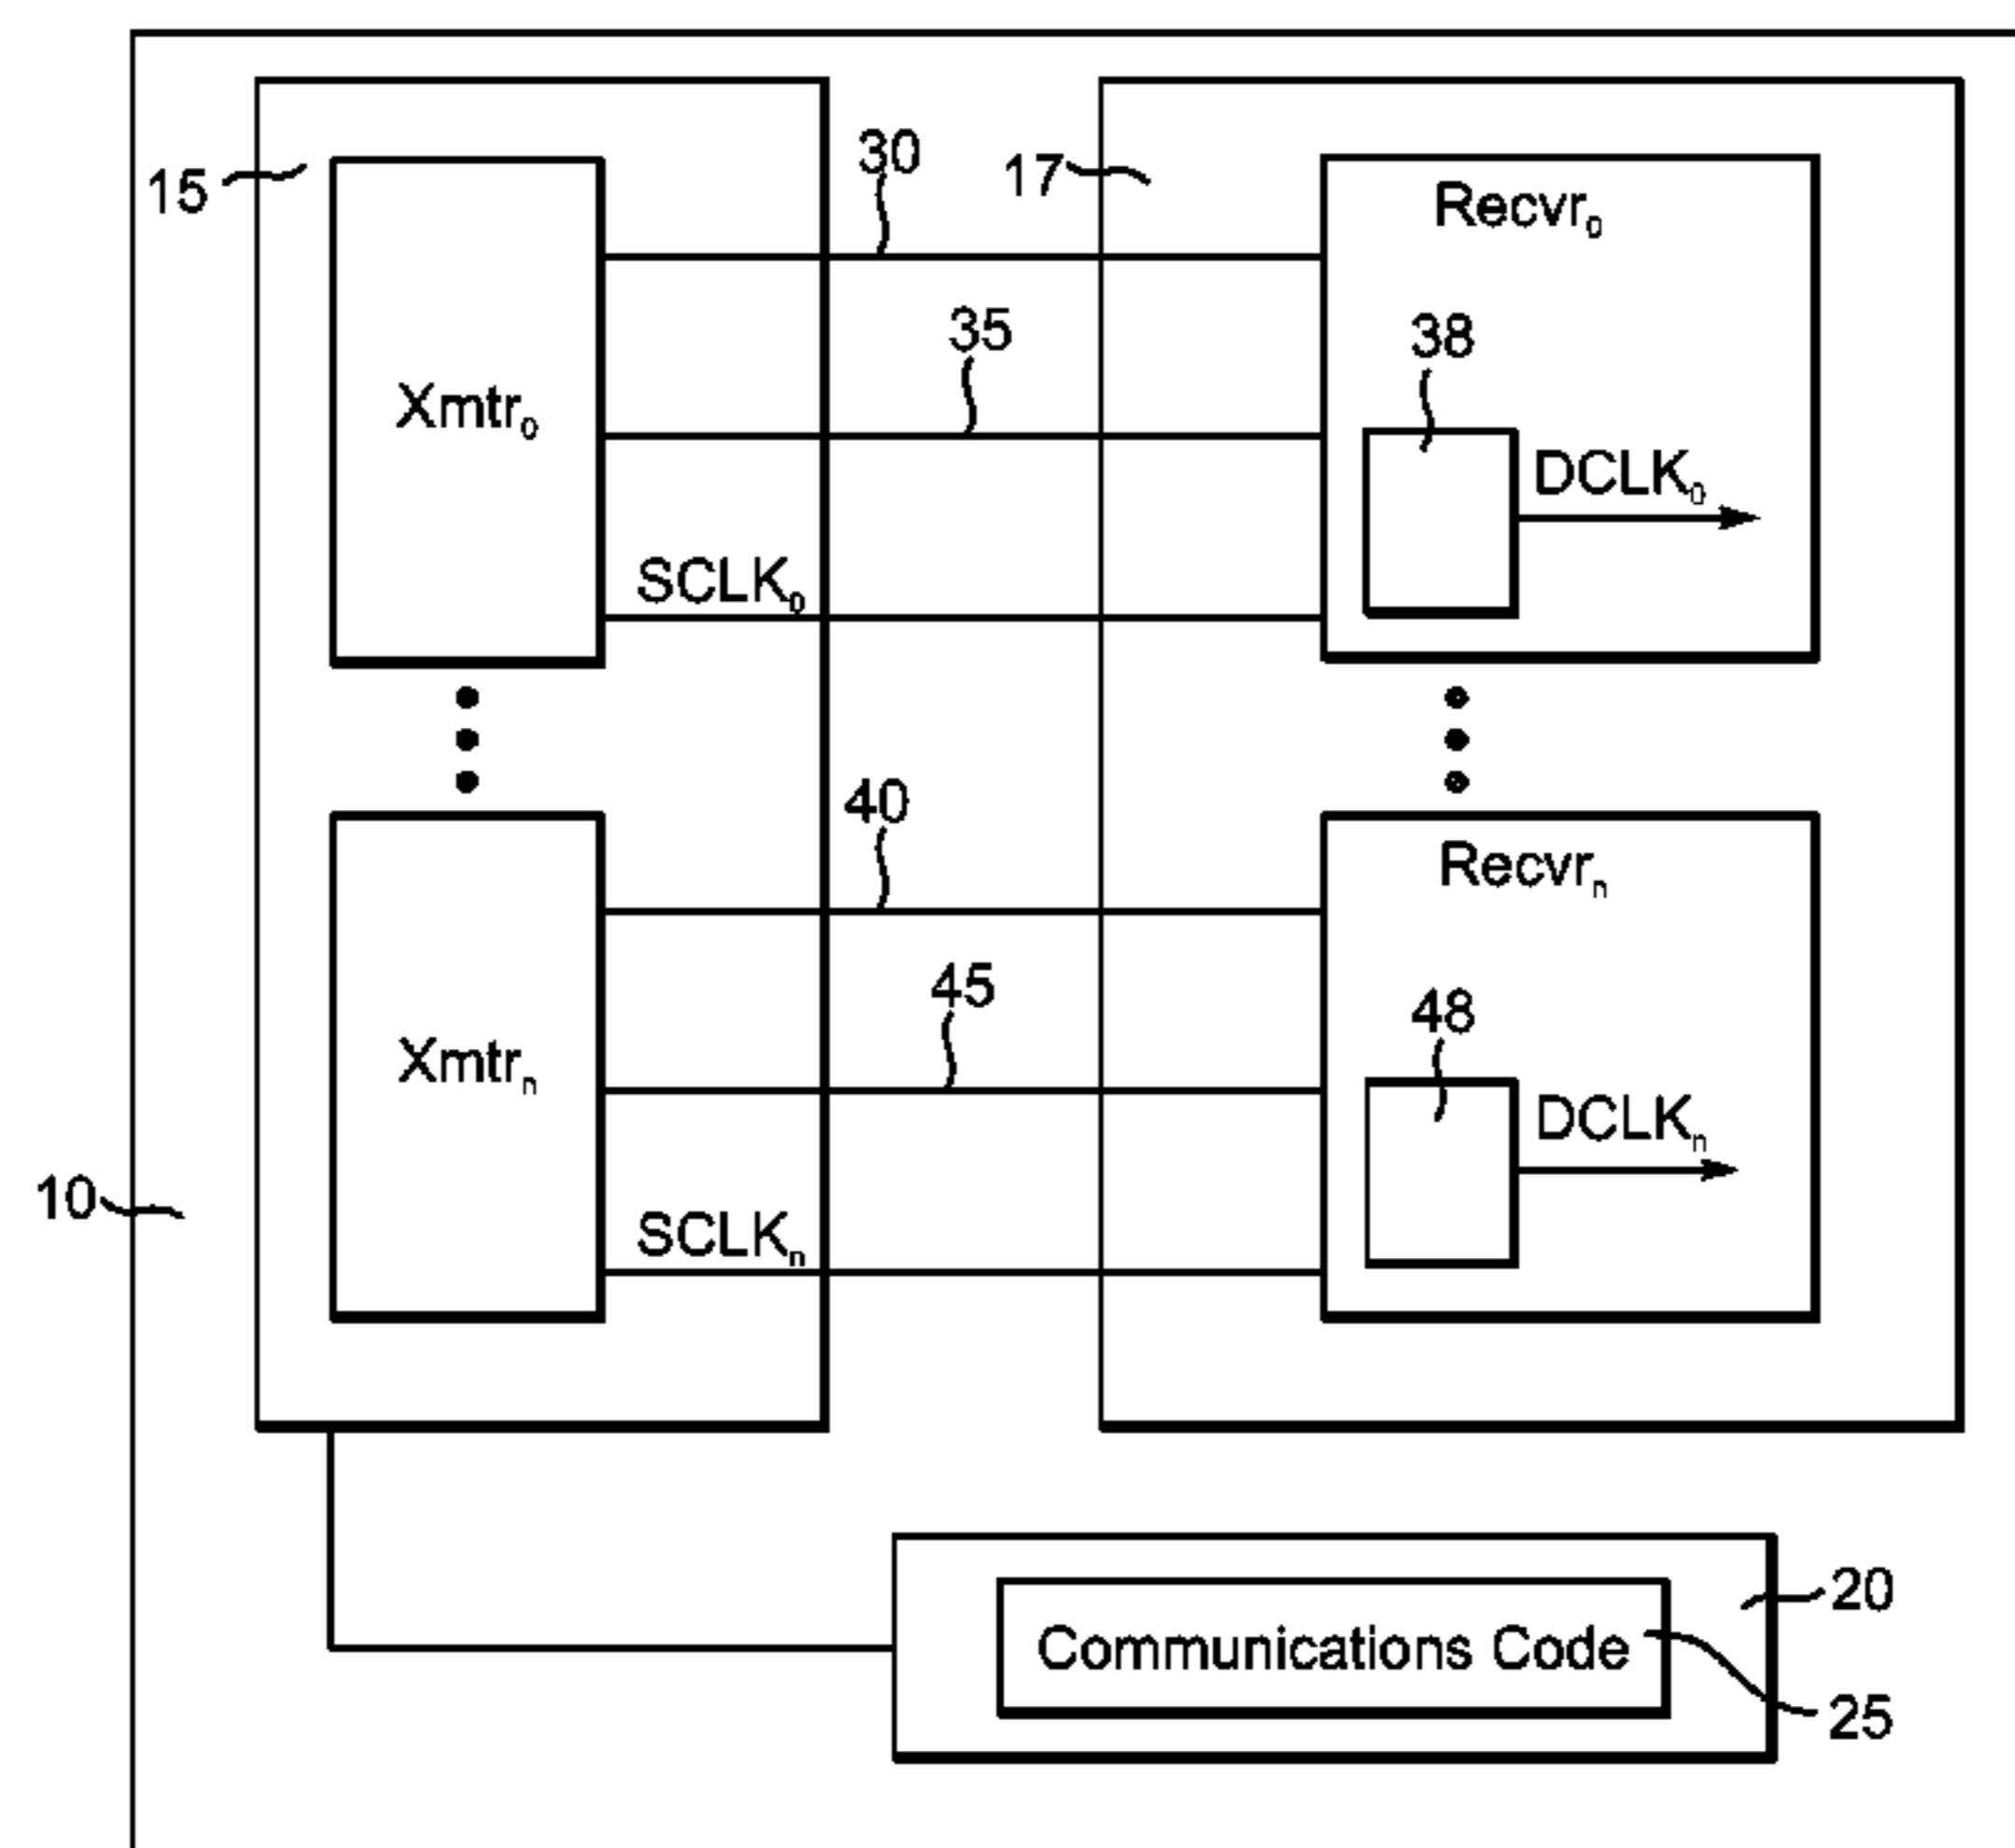 30
15
17
Recvr₀
35
38
Xmtr₀
DCLK₀
SCLK₀
40
Recvrₙ
45
48
Xmtrₙ
DCLKₙ
10
SCLKₙ
20
Communications Code
25